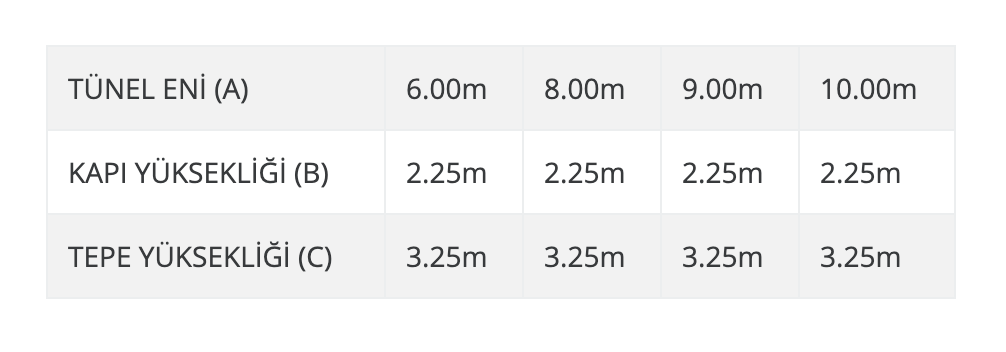 TÜNEL ENİ (A) 6.00m 8.00m 9.00m 10.00m
KAPI YÜKSEKLİĞİ (B) 2.25m 2.25m 2.25m 2.25m
TEPE YÜKSEKLİĞİ (C) 3.25m 3.25m 3.25m 3.25m